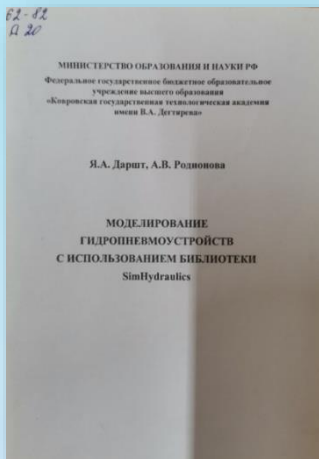 62-82
Д 20
МИНИСТЕРСТВО ОБРАЗОВАНИЯ И НАУКИ РФ
Федеральное государственное бюджетное образовательное
учреждение высшего образования
«Ковровская государственная технологическая академия
имени В.А. Дегтярева»
Я.А. Даршт, А.В. Родионова
МОДЕЛИРОВАНИЕ
ГИДРОПНЕВМОУСТРОЙСТВ
С ИСПОЛЬЗОВАНИЕМ БИБЛИОТЕКИ
SimHydraulics